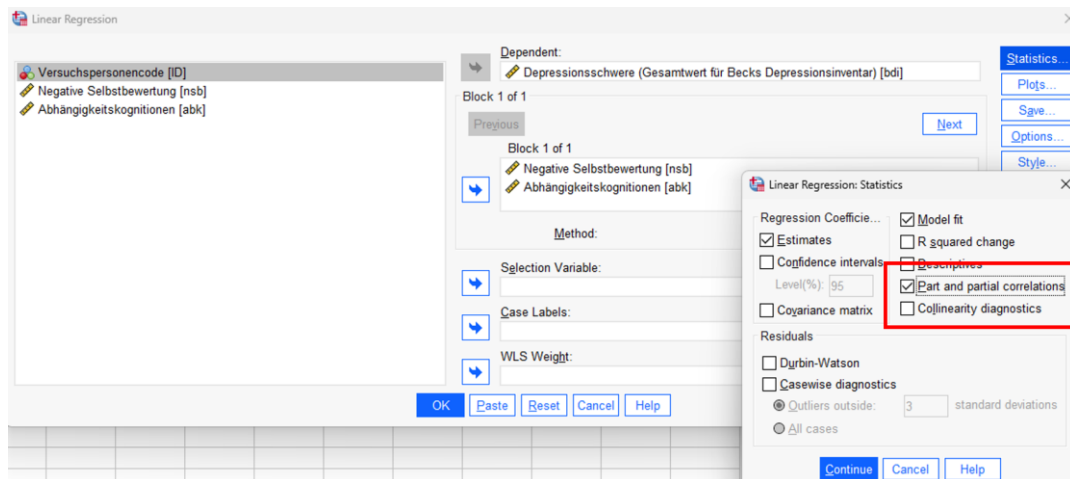 Linear Regression
Versuchspersonencode [ID]
Negative Selbstbewertung [nsb]
Abhängigkeitskognitionen [abk]
Dependent:
Depressionsschwere (Gesamtwert für Becks Depressionsinventar) [bdi]
Block 1 of 1
Previous
Next
Block 1 of 1
Negative Selbstbewertung [nsb]
Abhängigkeitskognitionen [abk]
Method:
Selection Variable:
Case Labels:
WLS Weight:
OK Paste Reset Cancel Help
Statistics...
Plots...
Save...
Options...
Style...
Linear Regression: Statistics
Regression Coefficie...
Estimates
Confidence intervals
Level(%): 95
Covariance matrix
Model fit
R squared change
Descriptives
Part and partial correlations
Collinearity diagnostics
Residuals
Durbin-Watson
Casewise diagnostics
Outliers outside: 3 standard deviations
All cases
Continue Cancel Help